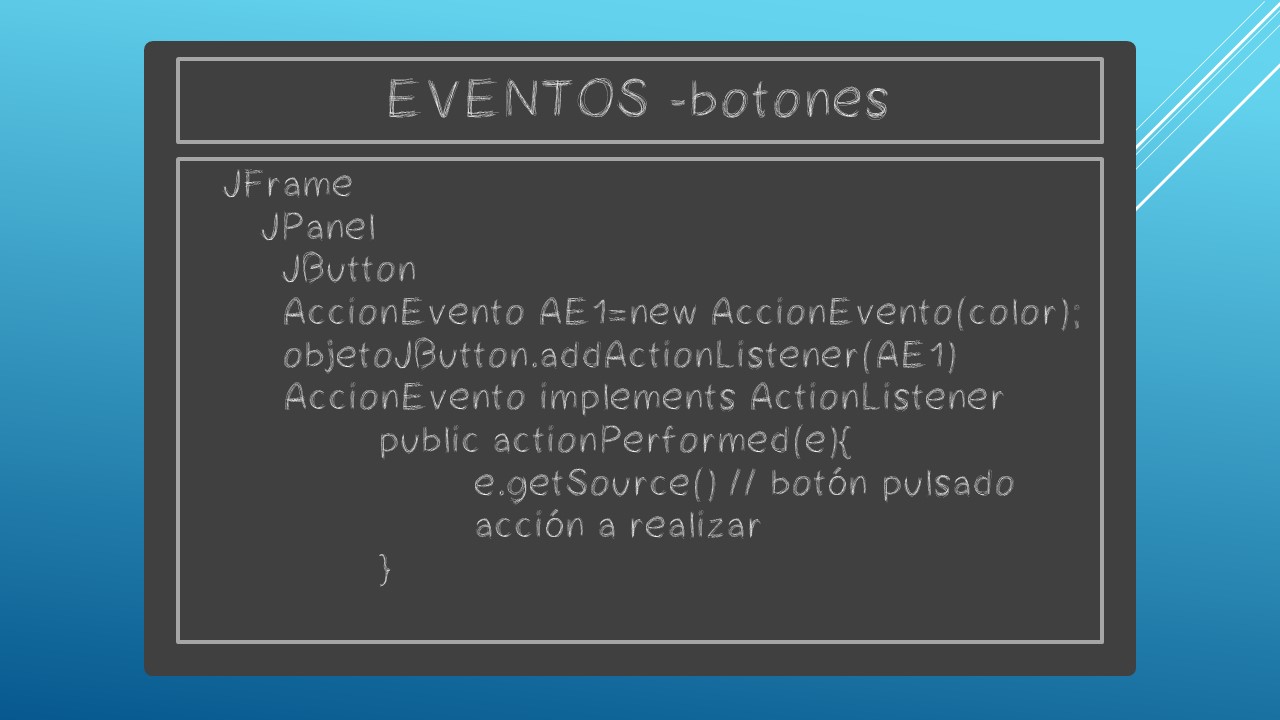 EVENTOS -botones
JFrame
JPanel
JButton
AccionEvento AE1=new AccionEvento(color);
objetoJButton.addActionListener(AE1)
AccionEvento implements ActionListener
public actionPerformed(e){
e.getSource() // botón pulsado
acción a realizar
}